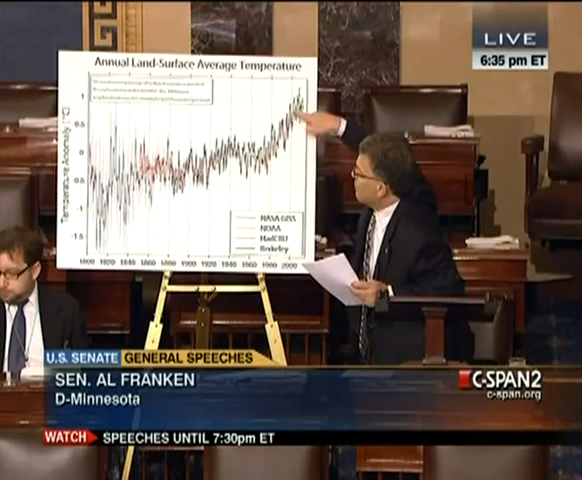 LIVE
6:35 pm ET
Annual Land-Surface Average Temperature
Temperature Anomaly (°C)
1
0.5
0
-0.5
-1
-1.5
NASA GISS
NOAA
HadCRU
Berkeley
1800 1820 1840 1860 1880 1900 1920 1940 1960 1980 2000
U.S. SENATE GENERAL SPEECHES
SEN. AL FRANKEN
D-Minnesota
C-SPAN2
c-span.org
WATCH SPEECHES UNTIL 7:30pm ET